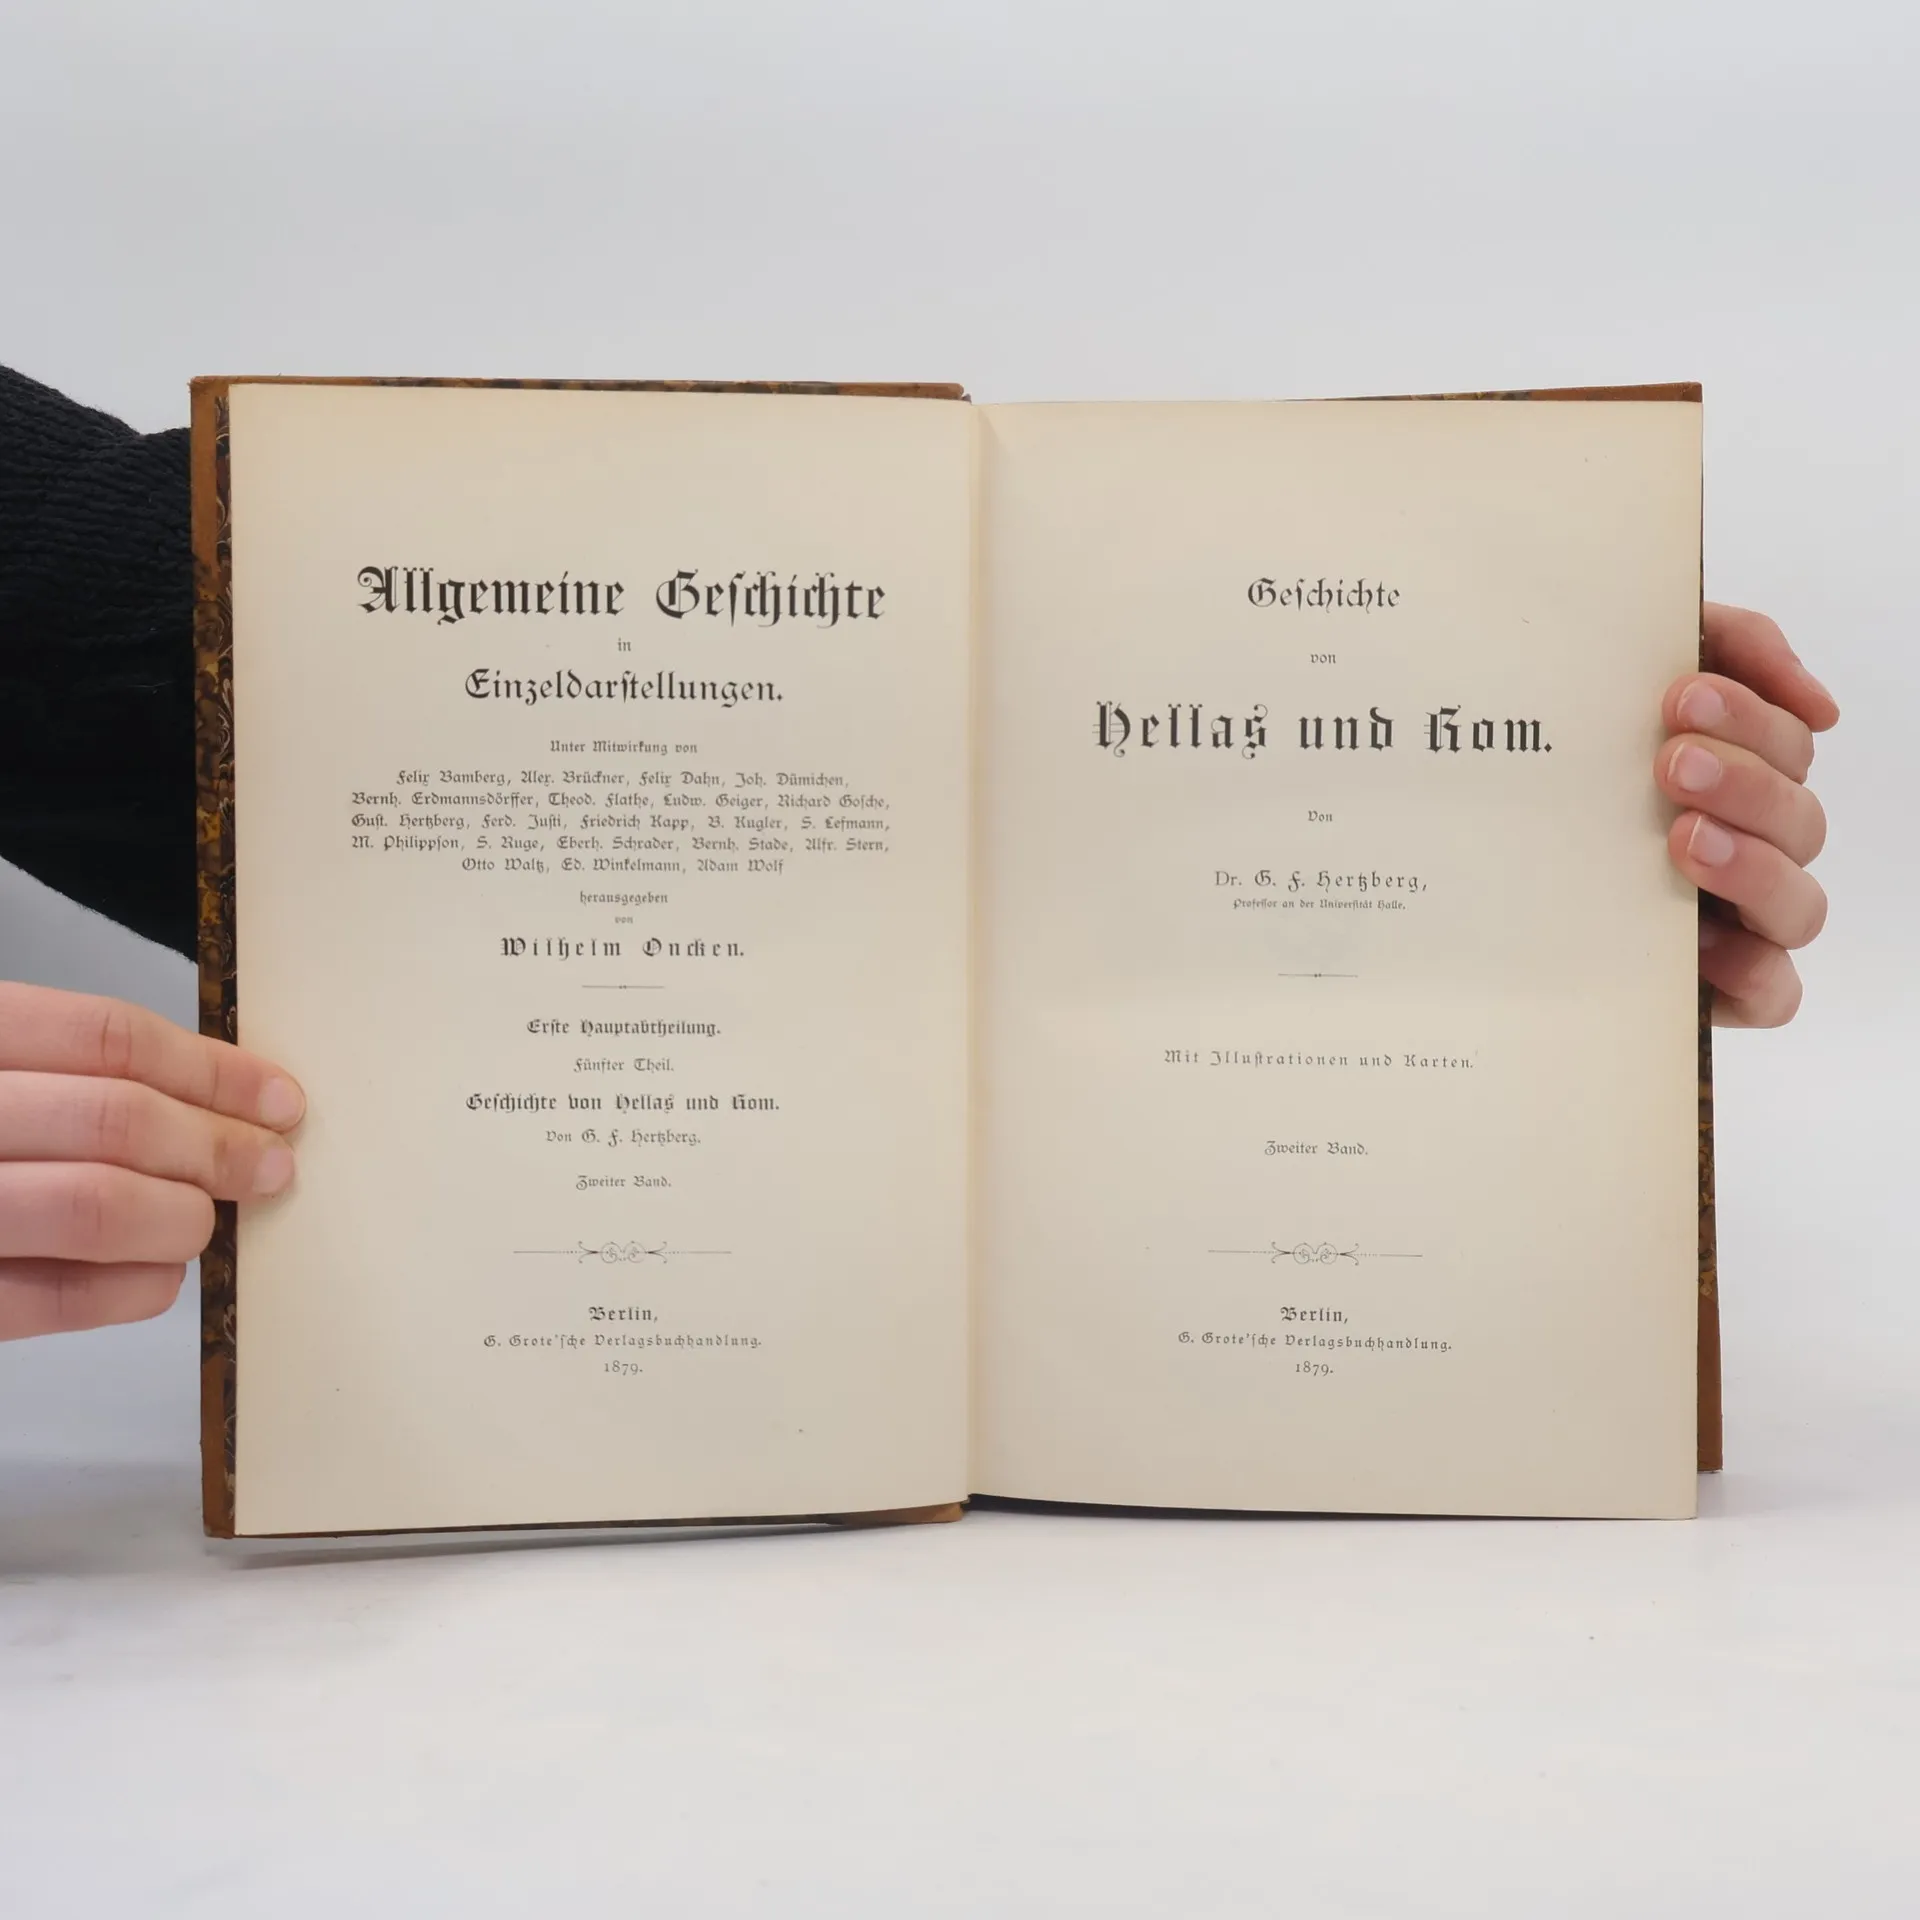 Allgemeine Geschichte
in
Einzeldarstellungen.
Unter Mitwirkung von
Felix Bamberg, Alex. Brückner, Felix Dahn, Joh. Dümichen,
Bernh. Erdmannsdörffer, Theod. Flathe, Ludw. Geiger, Richard Gosche,
Gust. Hertzberg, Ferd. Justi, Friedrich Kapp, B. Kugler, S. Lefmann,
M. Philippson, S. Ruge, Eberh. Schrader, Bernh. Stade, Alfr. Stern,
Otto Waltz, Ed. Winkelmann, Adam Wolf
herausgegeben
von
Wilhelm Oncken.
Erste Hauptabtheilung.
Fünfter Theil.
Geschichte von Hellas und Rom.
Von G. F. Hertzberg.
Zweiter Band.
Berlin,
G. Grote'sche Verlagsbuchhandlung.
1879.
Geschichte
von
Hellas und Rom.
Von
Dr. G. F. Hertzberg,
Professor an der Universität Halle.
Mit Illustrationen und Karten.
Zweiter Band.
Berlin,
G. Grote'sche Verlagsbuchhandlung.
1879.